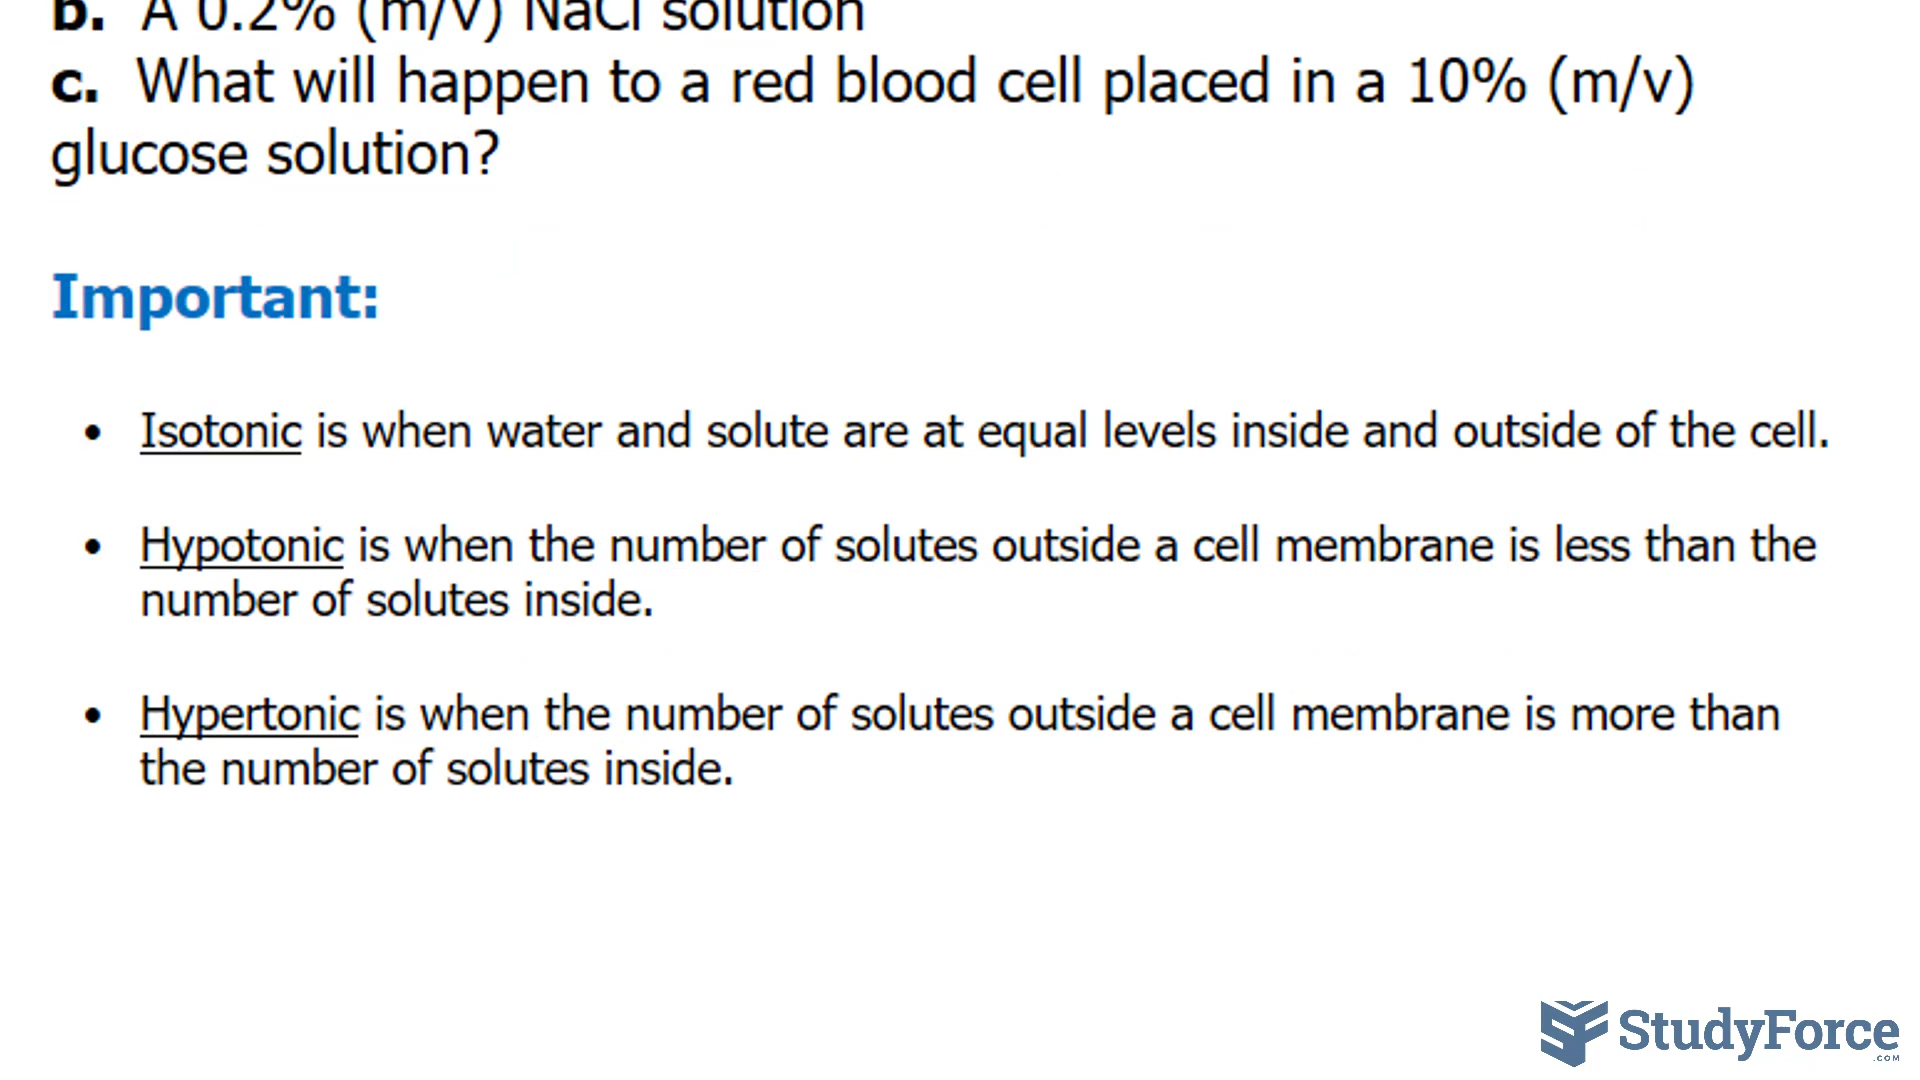 b. A 0.2% (m/v) NaCl solution
c. What will happen to a red blood cell placed in a 10% (m/v)
glucose solution?
Important:
• Isotonic is when water and solute are at equal levels inside and outside of the cell.
• Hypotonic is when the number of solutes outside a cell membrane is less than the
number of solutes inside.
• Hypertonic is when the number of solutes outside a cell membrane is more than
the number of solutes inside.
StudyForce
.COM